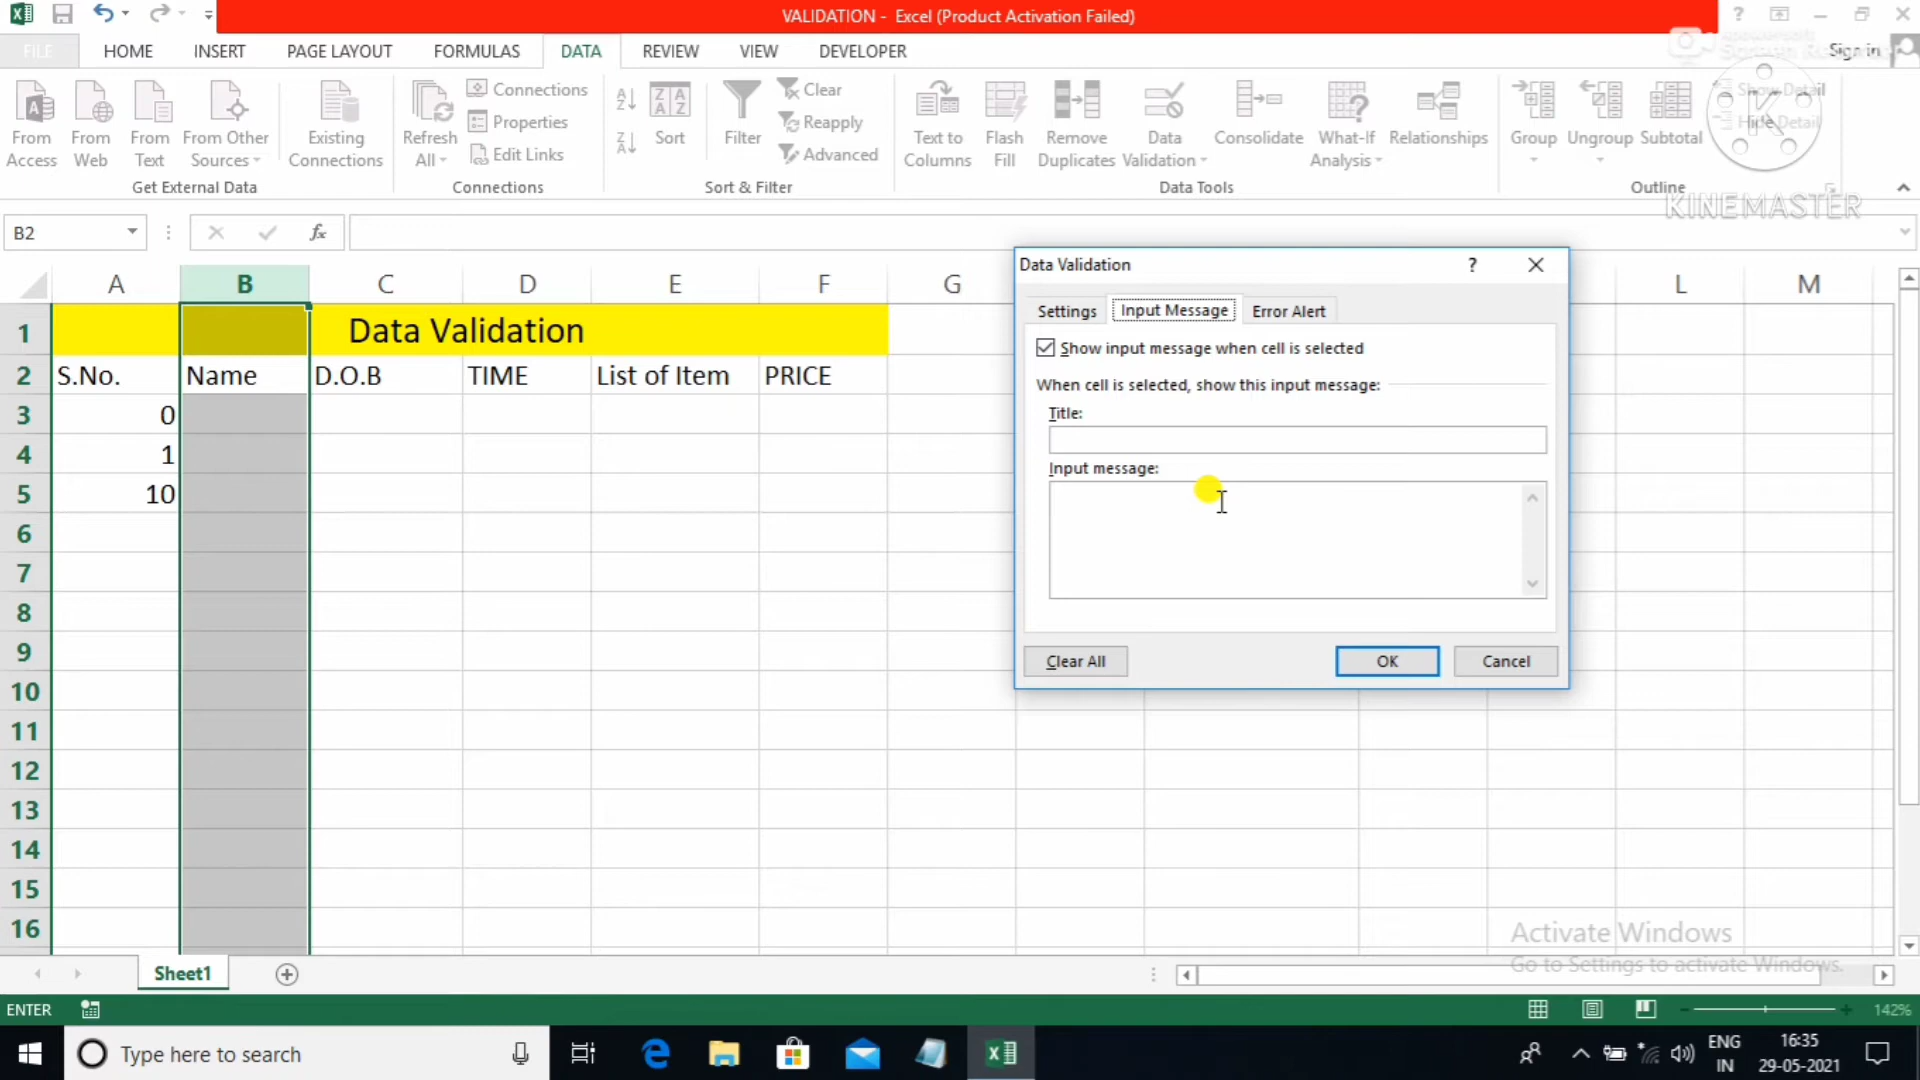 VALIDATION - Excel (Product Activation Failed)
FILE HOME INSERT PAGE LAYOUT FORMULAS DATA REVIEW VIEW DEVELOPER Sign in
From Access
From Web
From Text
From Other Sources
Existing Connections
Get External Data
Refresh All
Connections
Properties
Edit Links
Connections
Sort
Filter
Clear
Reapply
Advanced
Sort & Filter
Text to Columns
Flash Fill
Remove Duplicates
Data Validation
Consolidate
What-If Analysis
Relationships
Data Tools
Group
Ungroup
Subtotal
Show Detail
Hide Detail
Outline
KINEMASTER
B2
A B C D E F G L M
1 Data Validation
2 S.No. Name D.O.B TIME List of Item PRICE
3 0
4 1
5 10
6
7
8
9
10
11
12
13
14
15
16
Data Validation ?
Settings Input Message Error Alert
Show input message when cell is selected
When cell is selected, show this input message:
Title:
Input message:
Clear All OK Cancel
Activate Windows
Go to Settings to activate Windows.
Sheet1
ENTER 142%
Type here to search
ENG
IN
16:35
29-05-2021